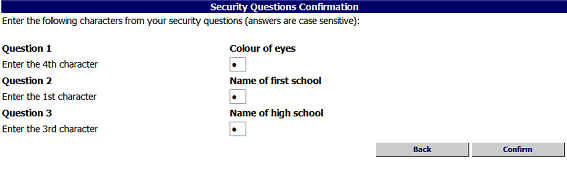 Security Questions Confirmation
Enter the following characters from your security questions (answers are case sensitive):
Question 1 Colour of eyes
Enter the 4th character
Question 2 Name of first school
Enter the 1st character
Question 3 Name of high school
Enter the 3rd character
Back Confirm